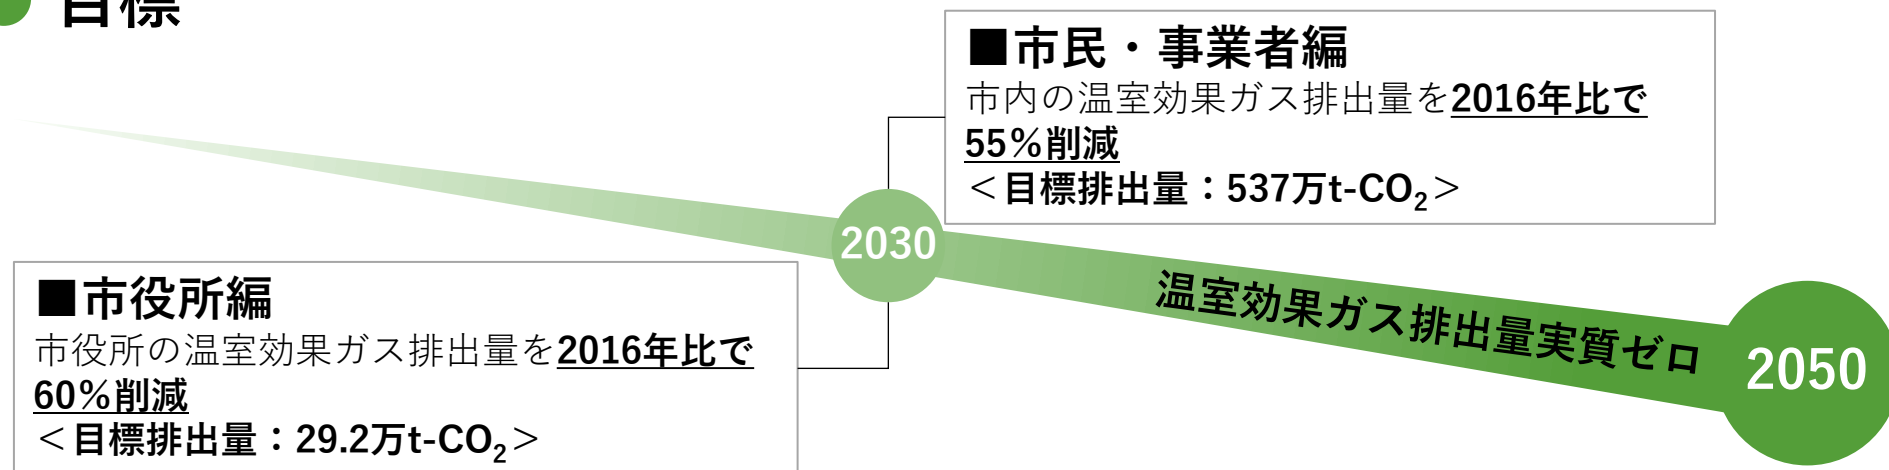 目標
■市民・事業者編
市内の温室効果ガス排出量を2016年比で
55%削減
＜目標排出量：537万t-CO₂＞
2030
■市役所編
市役所の温室効果ガス排出量を2016年比で
60%削減
＜目標排出量：29.2万t-CO₂＞
温室効果ガス排出量実質ゼロ
2050